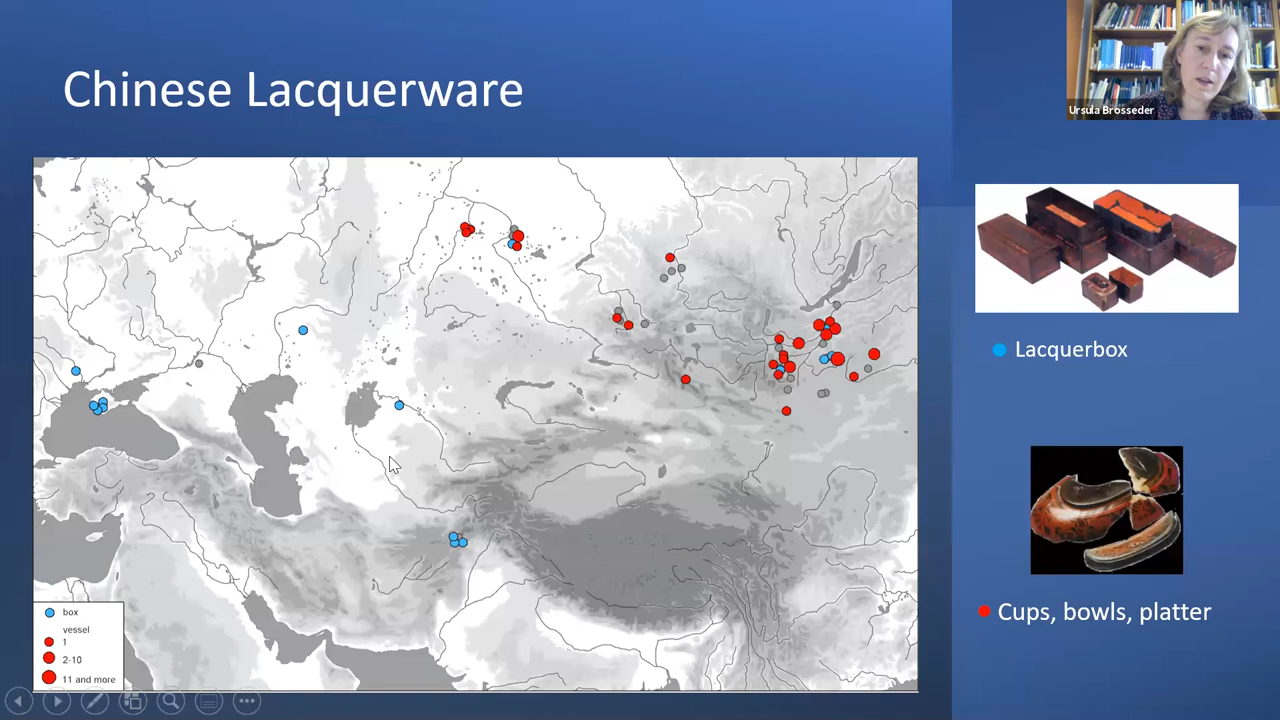 Chinese Lacquerware
Ursula Brosseder
Lacquerbox
Cups, bowls, platter
box
vessel
1
2-10
11 and more